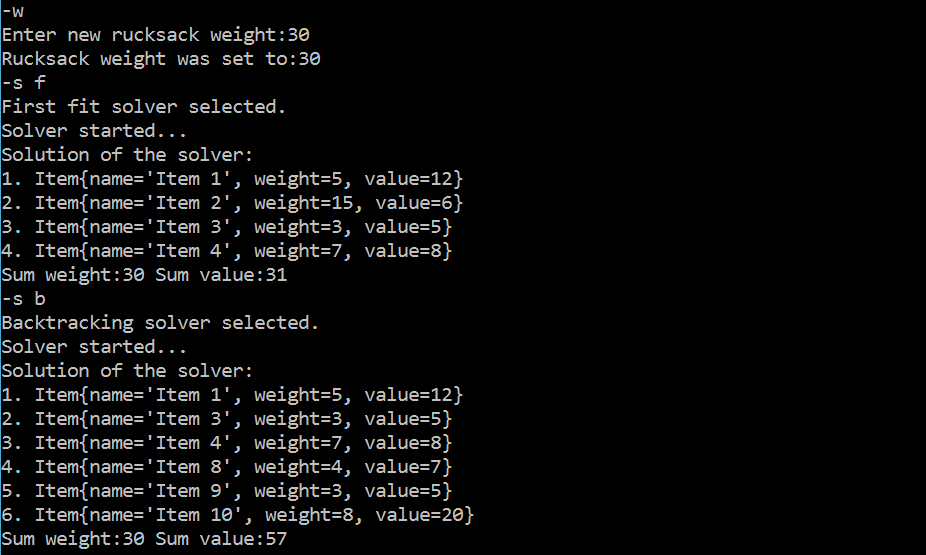 -w
Enter new rucksack weight:30
Rucksack weight was set to:30
-s f
First fit solver selected.
Solver started...
Solution of the solver:
1. Item{name='Item 1', weight=5, value=12}
2. Item{name='Item 2', weight=15, value=6}
3. Item{name='Item 3', weight=3, value=5}
4. Item{name='Item 4', weight=7, value=8}
Sum weight:30 Sum value:31
-s b
Backtracking solver selected.
Solver started...
Solution of the solver:
1. Item{name='Item 1', weight=5, value=12}
2. Item{name='Item 3', weight=3, value=5}
3. Item{name='Item 4', weight=7, value=8}
4. Item{name='Item 8', weight=4, value=7}
5. Item{name='Item 9', weight=3, value=5}
6. Item{name='Item 10', weight=8, value=20}
Sum weight:30 Sum value:57